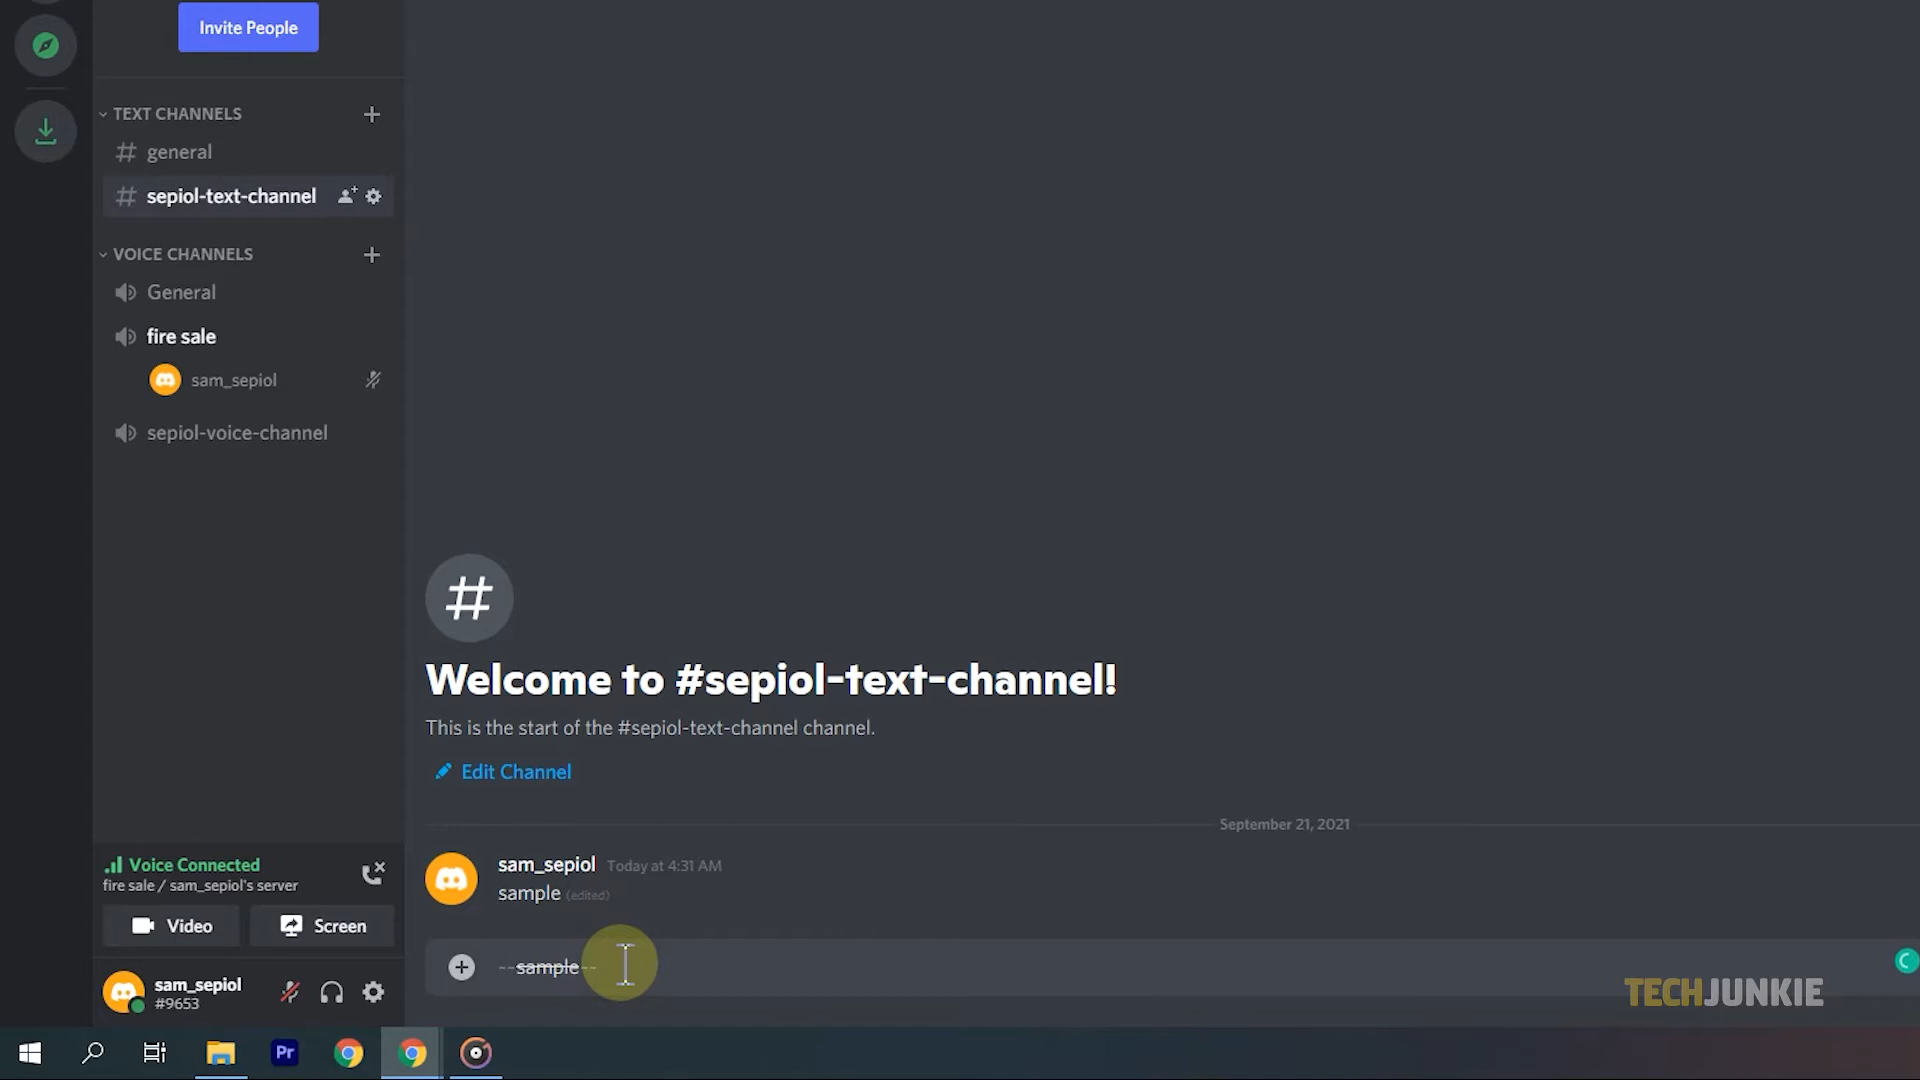 Invite People
TEXT CHANNELS
general
sepiol-text-channel
VOICE CHANNELS
General
fire sale
sam_sepiol
sepiol-voice-channel
Voice Connected
fire sale / sam_sepiol's server
Video
Screen
sam_sepiol
#9653
#
Welcome to #sepiol-text-channel!
This is the start of the #sepiol-text-channel channel.
Edit Channel
September 21, 2021
sam_sepiol Today at 4:31 AM
sample (edited)
~~sample~~
TECHJUNKIE
Pr